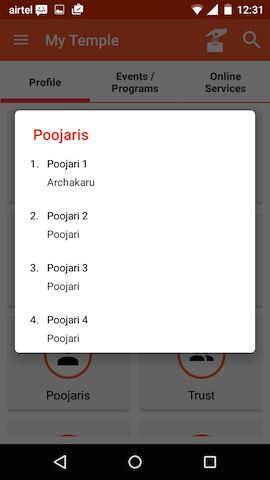 airtel 12:31
My Temple
Profile
Events / Programs
Online Services
Poojaris
1. Poojari 1
Archakaru
2. Poojari 2
Poojari
3. Poojari 3
Poojari
4. Poojari 4
Poojari
Poojaris Trust